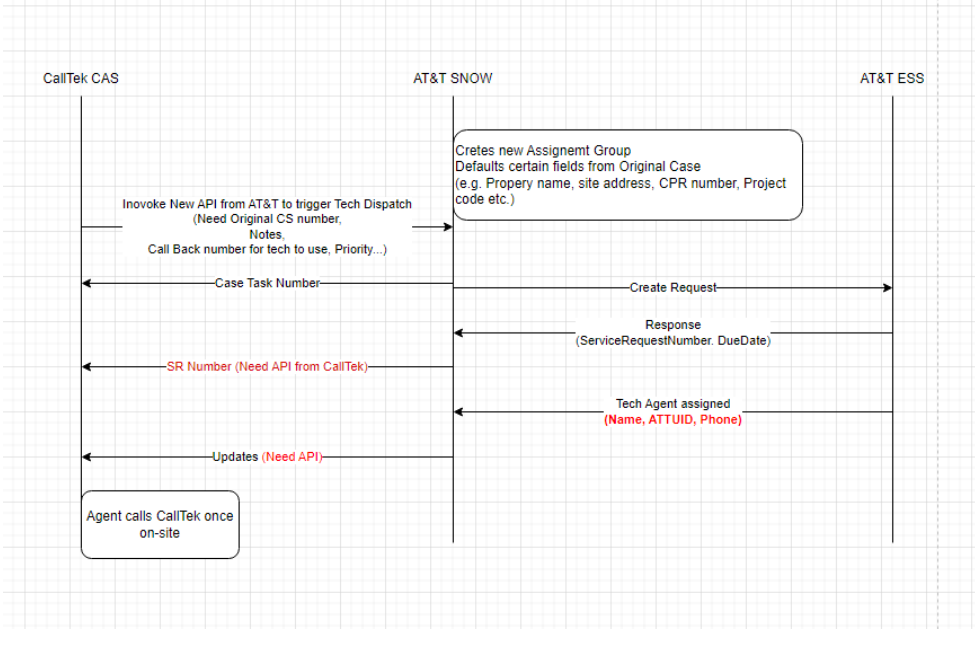 CallTek CAS
AT&T SNOW
AT&T ESS
Cretes new Assignemt Group
Defaults certain fields from Original Case
(e.g. Propery name, site address, CPR number, Project
code etc.)
Inovoke New API from AT&T to trigger Tech Dispatch
(Need Original CS number,
Notes,
Call Back number for tech to use, Priority...)
Case Task Number
Create Request
Response
(ServiceRequestNumber. DueDate)
SR Number (Need API from CallTek)
Tech Agent assigned
(Name, ATTUID, Phone)
Updates (Need API)
Agent calls CallTek once
on-site